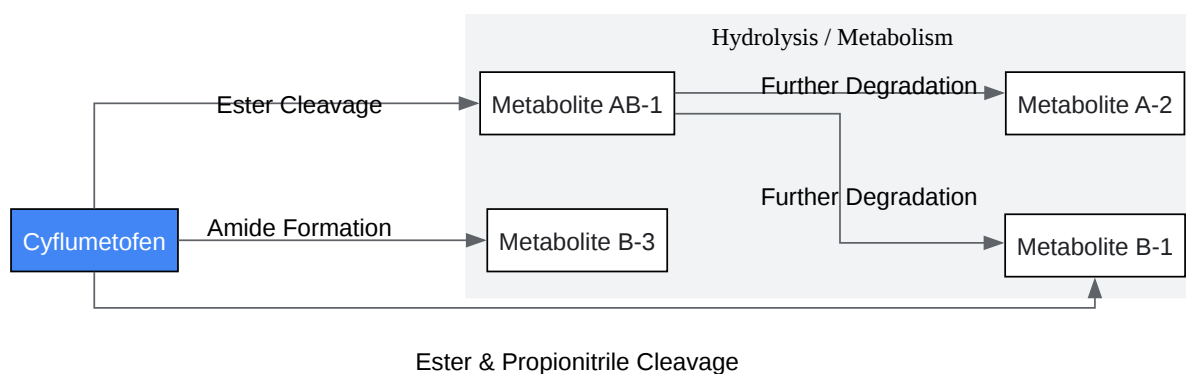 Hydrolysis / Metabolism
Ester Cleavage
Metabolite AB-1
Further Degradation
Metabolite A-2
Further Degradation
Cyflumetofen
Amide Formation
Metabolite B-3
Metabolite B-1
Ester & Propionitrile Cleavage